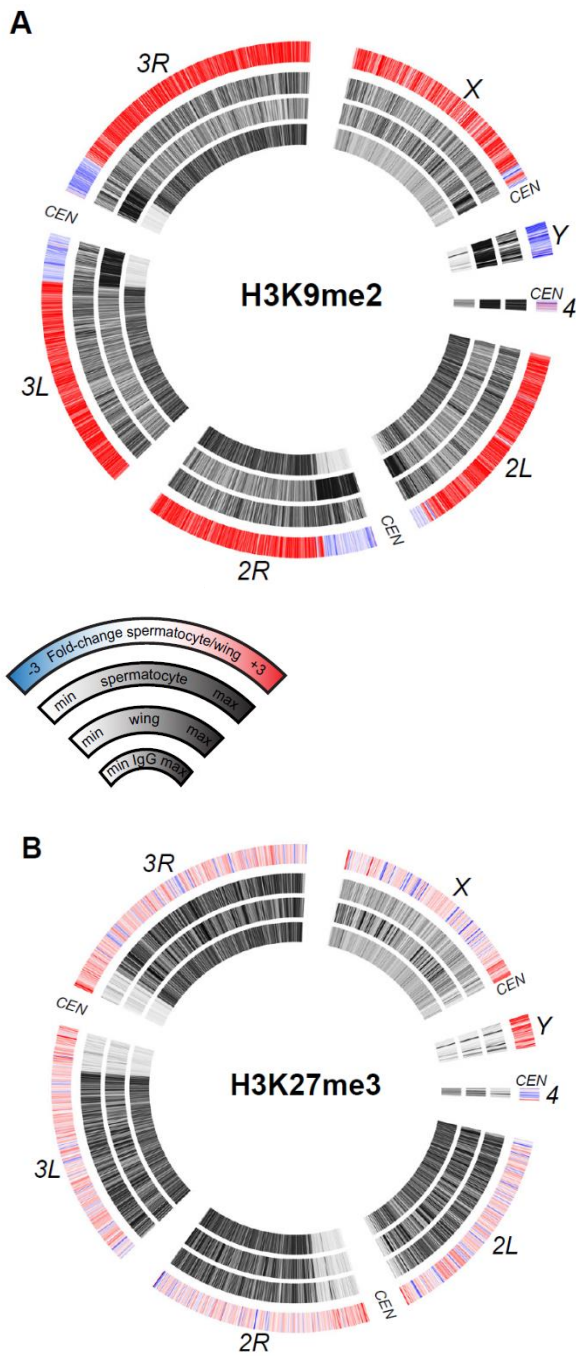 A
3R
X
CEN
CEN
Y
H3K9me2
CEN
4
3L
2L
CEN
2R
-3 Fold-change spermatocyte/wing +3
min spermatocyte max
min wing max
min IgG max
B
3R
X
CEN
CEN
Y
H3K27me3
CEN
4
3L
2L
CEN
2R